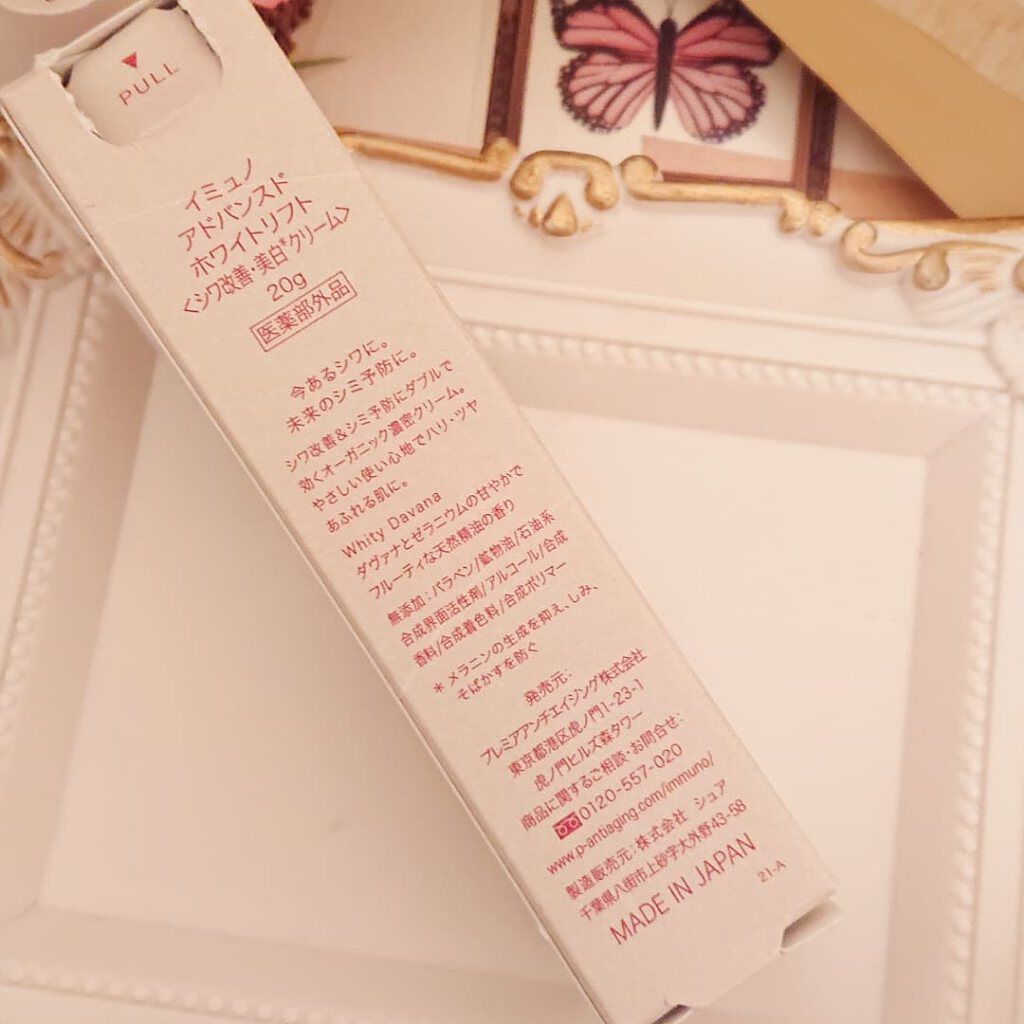 PULL
イミュノ
アドバンスド
ホワイトリフト
<シワ改善・美白*クリーム>
20g
医薬部外品
今あるシワに。
未来のシミ予防に。
シワ改善&シミ予防にダブルで
効くオーガニック濃密クリーム。
やさしい使い心地でハリ・ツヤ
あふれる肌に。
Whity Davana
ダヴァナとゼラニウムの甘やかで
フルーティな天然精油の香り
無添加:パラベン/鉱物油/石油系
合成界面活性剤/アルコール/合成
香料/合成着色料/合成ポリマー
*メラニンの生成を抑え、しみ、
そばかすを防ぐ
発売元:
プレミアアンチエイジング株式会社
東京都港区虎ノ門1-23-1
虎ノ門ヒルズ森タワー
商品に関するご相談・お問合せ:
0120-557-020
www.p-antiaging.com/immuno/
製造販売元:株式会社 シュア
千葉県八街市上砂字大外野43-58
MADE IN JAPAN
21-A